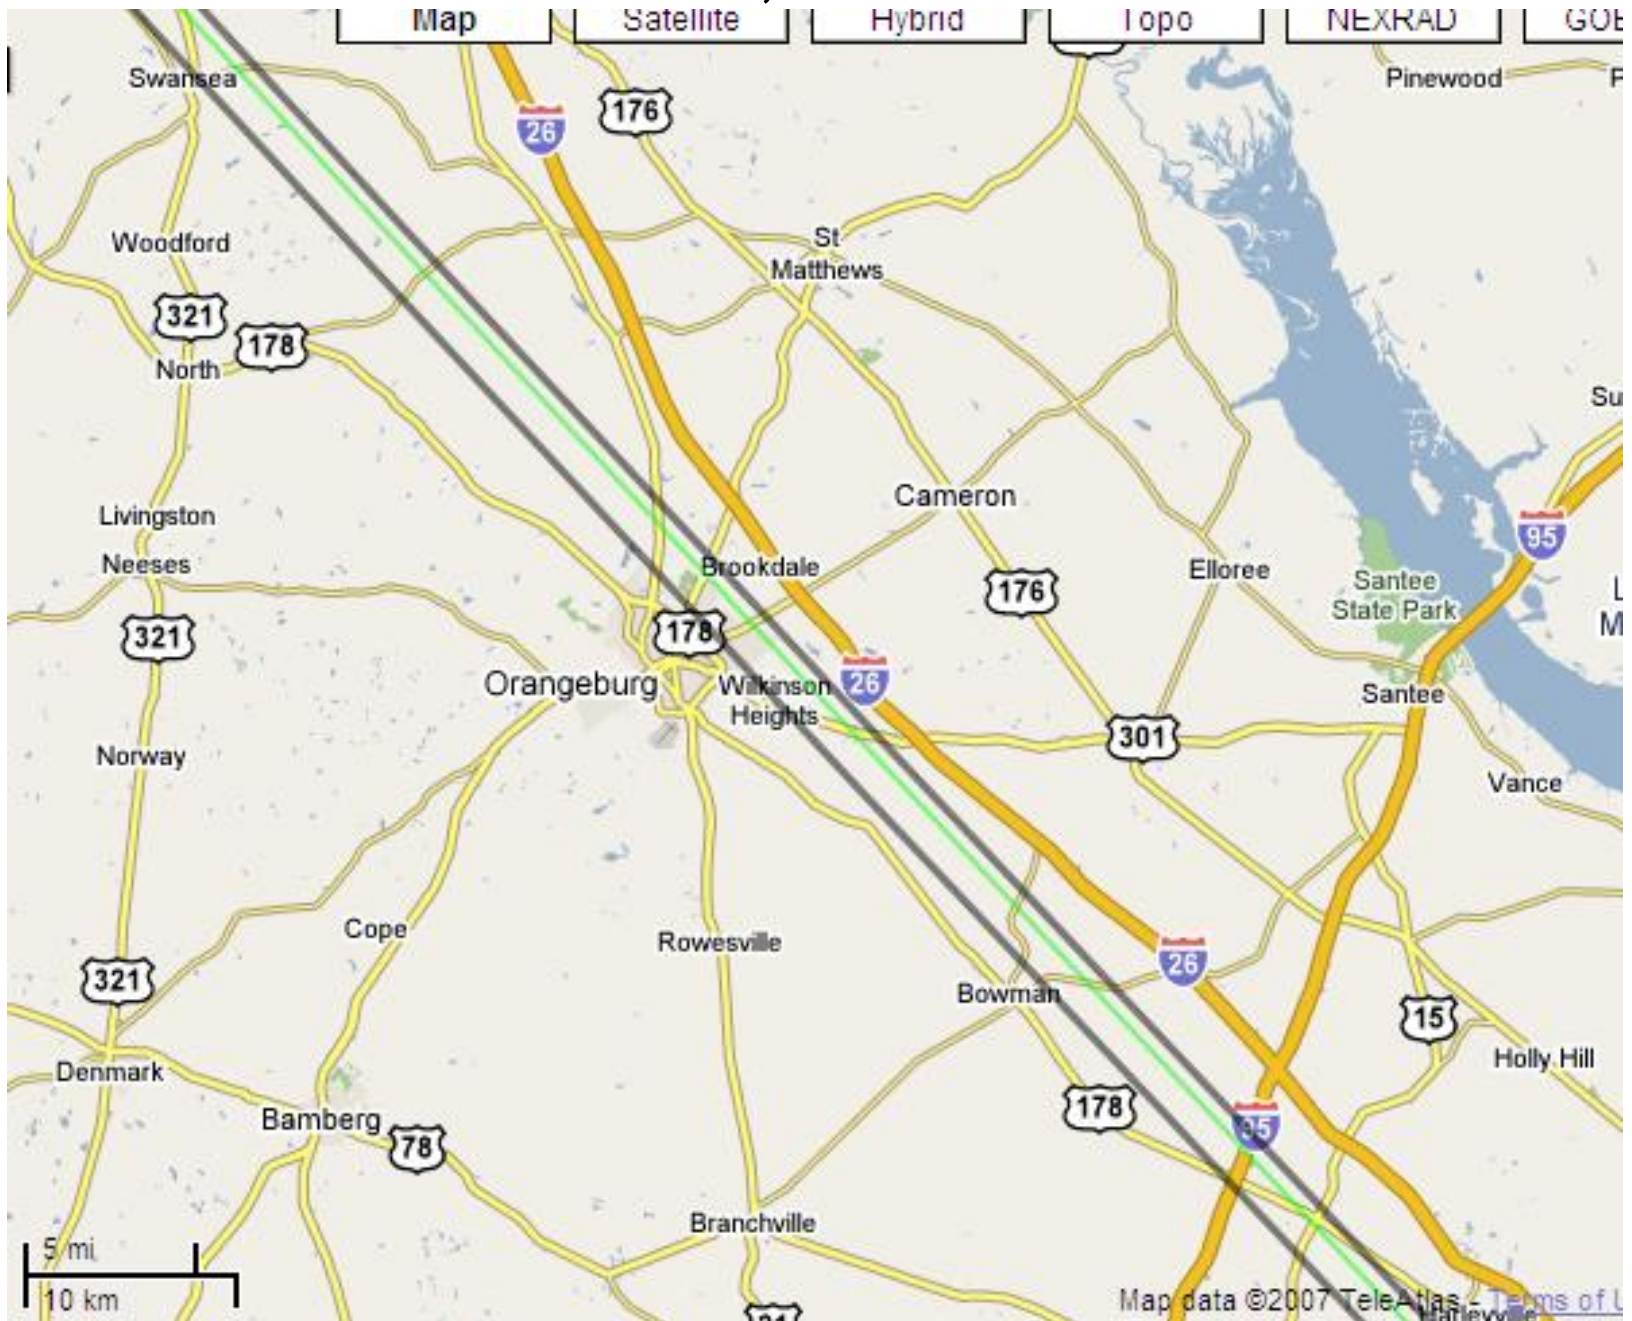 Map Satellite Hybrid Topo NEXRAD
Swansea
Pinewood
26
176
Woodford
St
Matthews
321
178
North
Livingston
Cameron
95
Neeses
Brookdale
Elloree
Santee
State Park
176
321
178
Orangeburg
Wilkinson
Heights
26
Santee
301
Norway
Vance
Cope
Rowesville
26
321
Bowman
15
Denmark
Holly Hill
178
95
Bamberg
78
Branchville
5 mi
10 km
Map data ©2007 TeleAtlas - Terms of U
Harleyville